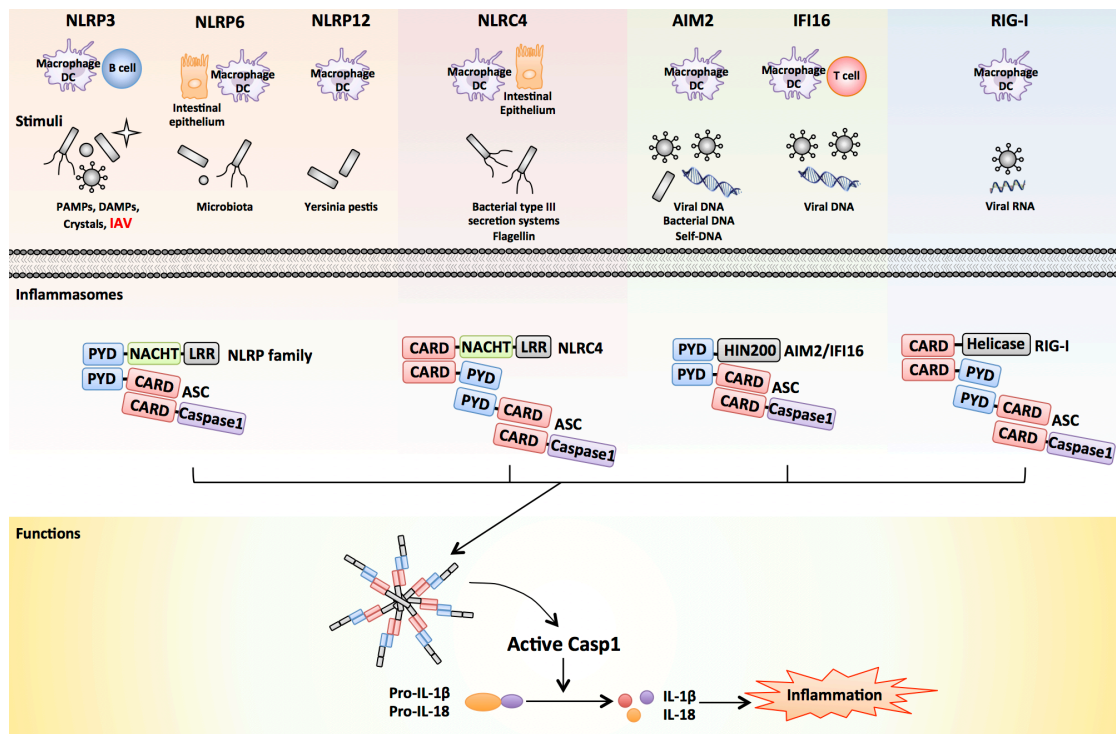 NLRP3
NLRP6
NLRP12
NLRC4
AIM2
IFI16
RIG-I
Macrophage
DC
B cell
Intestinal
epithelium
Macrophage
DC
Macrophage
DC
Macrophage
DC
Intestinal
Epithelium
Macrophage
DC
Macrophage
DC
T cell
Macrophage
DC
Stimuli
PAMPs, DAMPs,
Crystals, IAV
Microbiota
Yersinia pestis
Bacterial type III
secretion systems
Flagellin
Viral DNA
Bacterial DNA
Self-DNA
Viral DNA
Viral RNA
Inflammasomes
PYD NACHT LRR NLRP family
PYD CARD ASC
CARD Caspase1
CARD NACHT LRR NLRC4
CARD PYD
PYD CARD ASC
CARD Caspase1
PYD HIN200 AIM2/IFI16
PYD CARD ASC
CARD Caspase1
CARD Helicase RIG-I
CARD PYD
PYD CARD ASC
CARD Caspase1
Functions
Active Casp1
Pro-IL-1β
Pro-IL-18
IL-1β
IL-18
Inflammation